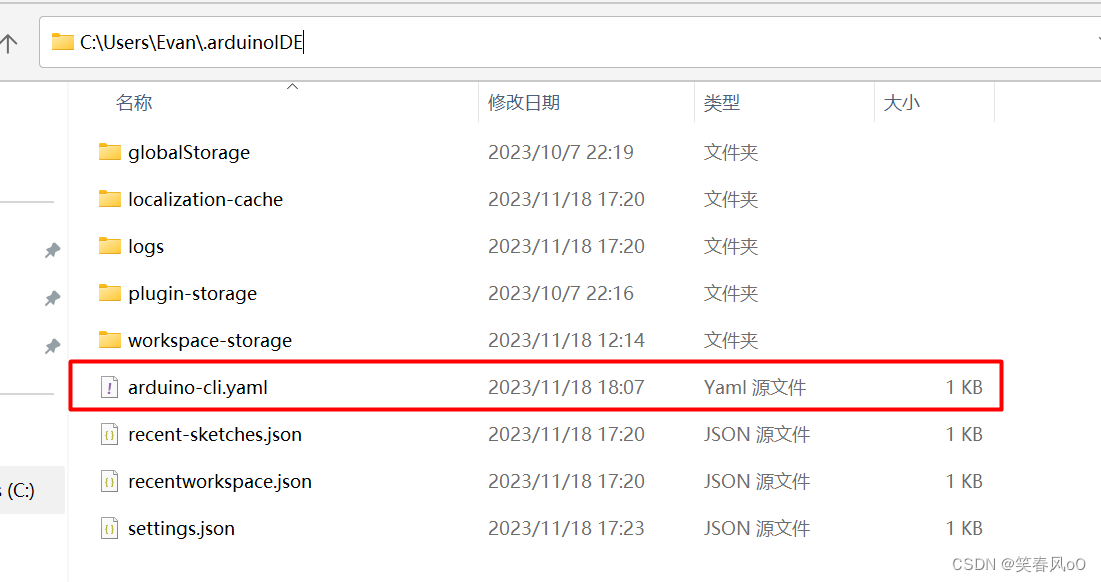 C:\Users\Evan\.arduinoIDE
名称 修改日期 类型 大小
globalStorage 2023/10/7 22:19 文件夹
localization-cache 2023/11/18 17:20 文件夹
logs 2023/11/18 17:20 文件夹
plugin-storage 2023/10/7 22:16 文件夹
workspace-storage 2023/11/18 12:14 文件夹
arduino-cli.yaml 2023/11/18 18:07 Yaml 源文件 1 KB
recent-sketches.json 2023/11/18 17:20 JSON 源文件 1 KB
recentworkspace.json 2023/11/18 17:20 JSON 源文件 1 KB
s (C:)
settings.json 2023/11/18 17:23 JSON 源文件 1 KB
CSDN @笑春风oO